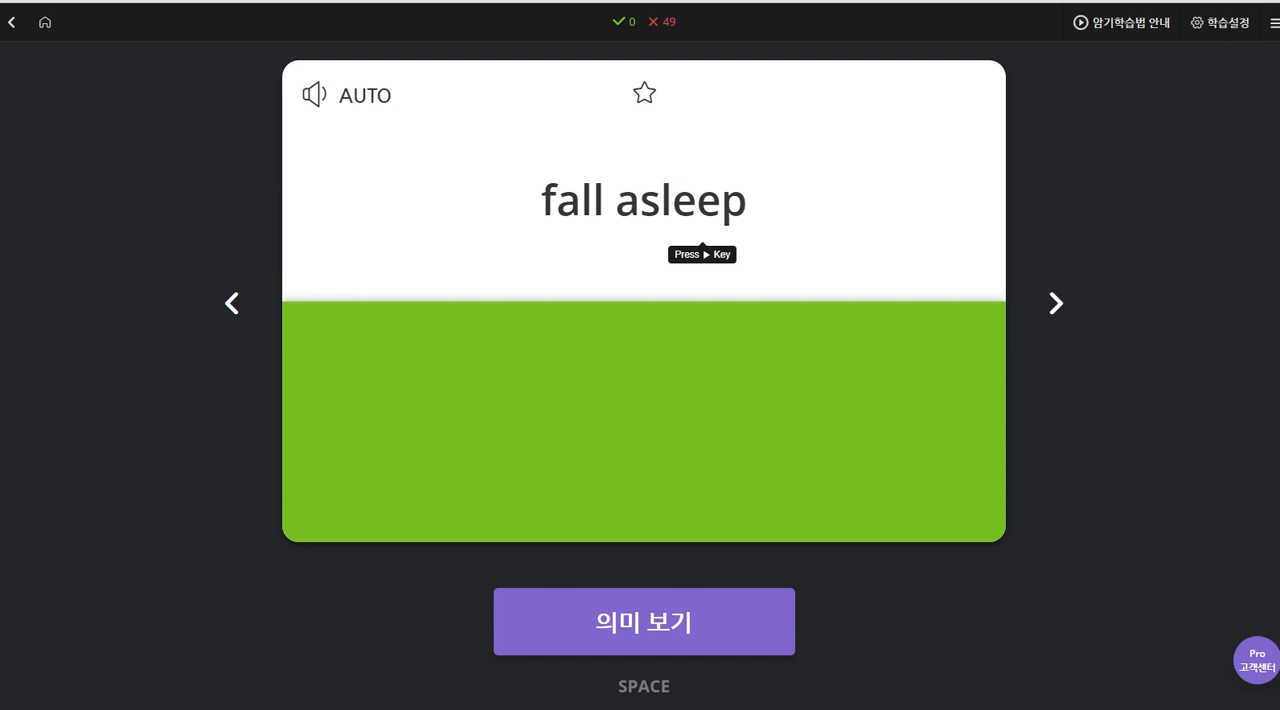 0 49
암기학습법 안내
학습설정
AUTO
fall asleep
Press ▶ Key
의미 보기
SPACE
Pro
고객센터